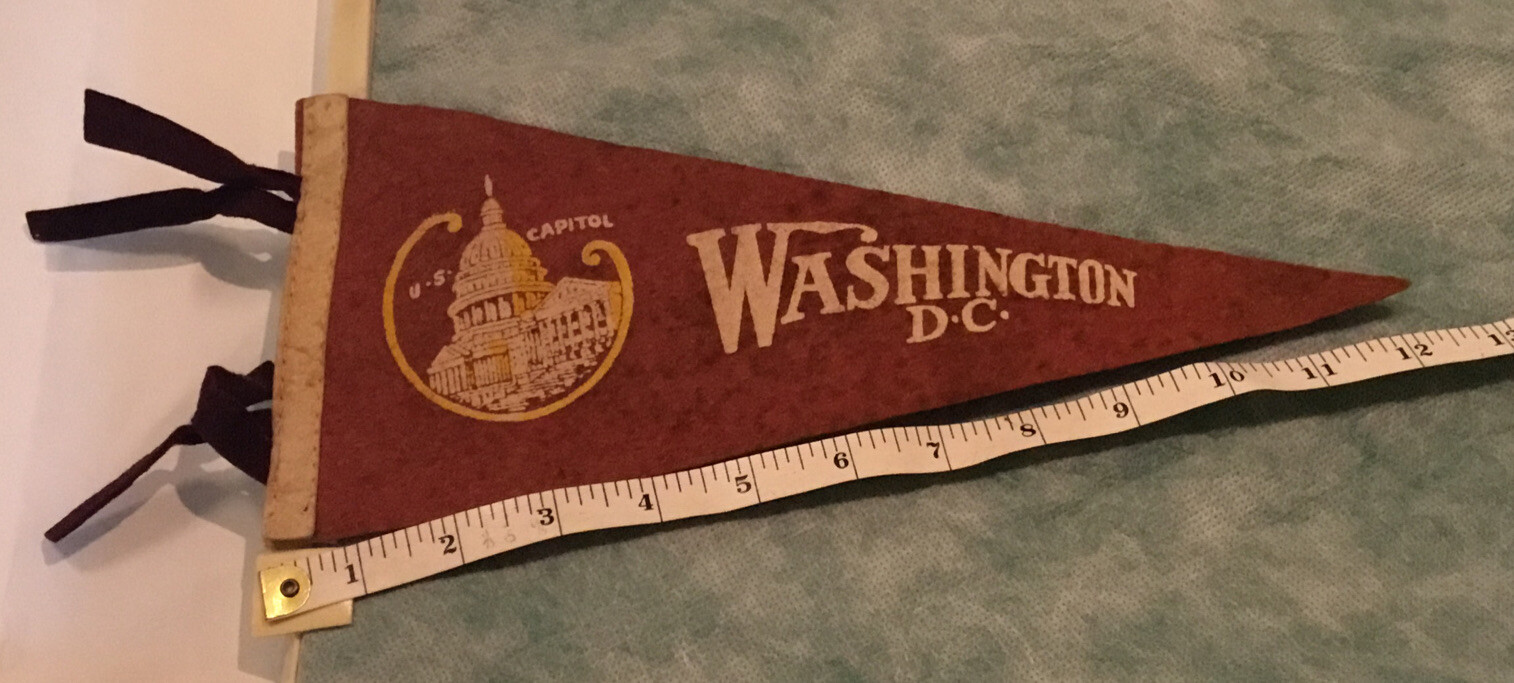 U·S· CAPITOL
WASHINGTON
D·C·
1 2 3 4 5 6 7 8 9 10 11 12